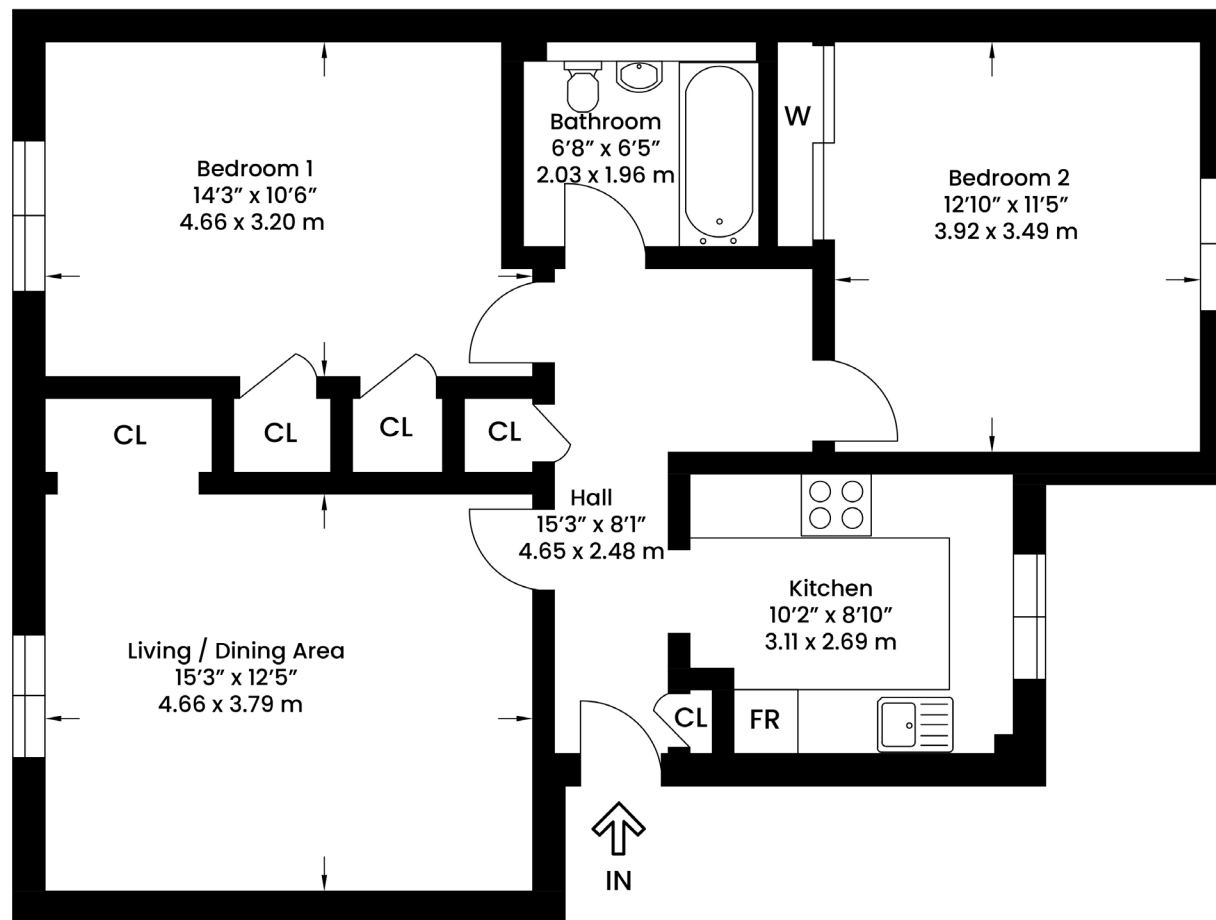 Bedroom 1
14’3” x 10’6”
4.66 x 3.20 m
Bathroom
6’8” x 6’5”
2.03 x 1.96 m
W
Bedroom 2
12’10” x 11’5”
3.92 x 3.49 m
CL
CL
CL
CL
Hall
15’3” x 8’1”
4.65 x 2.48 m
Kitchen
10’2” x 8’10”
3.11 x 2.69 m
Living / Dining Area
15’3” x 12’5”
4.66 x 3.79 m
CL
FR
IN